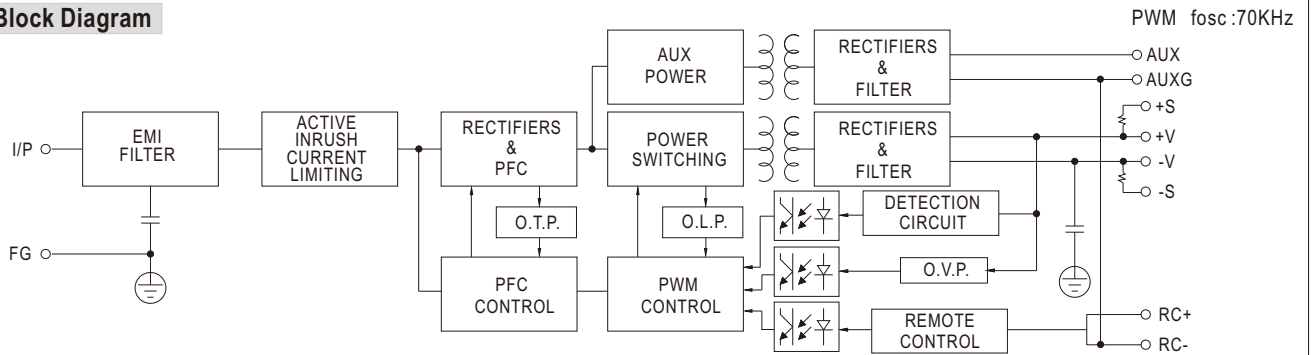 Block Diagram
PWM fosc :70KHz
AUX
POWER
RECTIFIERS
&
FILTER
AUX
AUXG
I/P
EMI
FILTER
ACTIVE
INRUSH
CURRENT
LIMITING
RECTIFIERS
&
PFC
POWER
SWITCHING
RECTIFIERS
&
FILTER
+S
+V
-V
-S
O.T.P.
O.L.P.
DETECTION
CIRCUIT
FG
PFC
CONTROL
PWM
CONTROL
O.V.P.
REMOTE
CONTROL
RC+
RC-